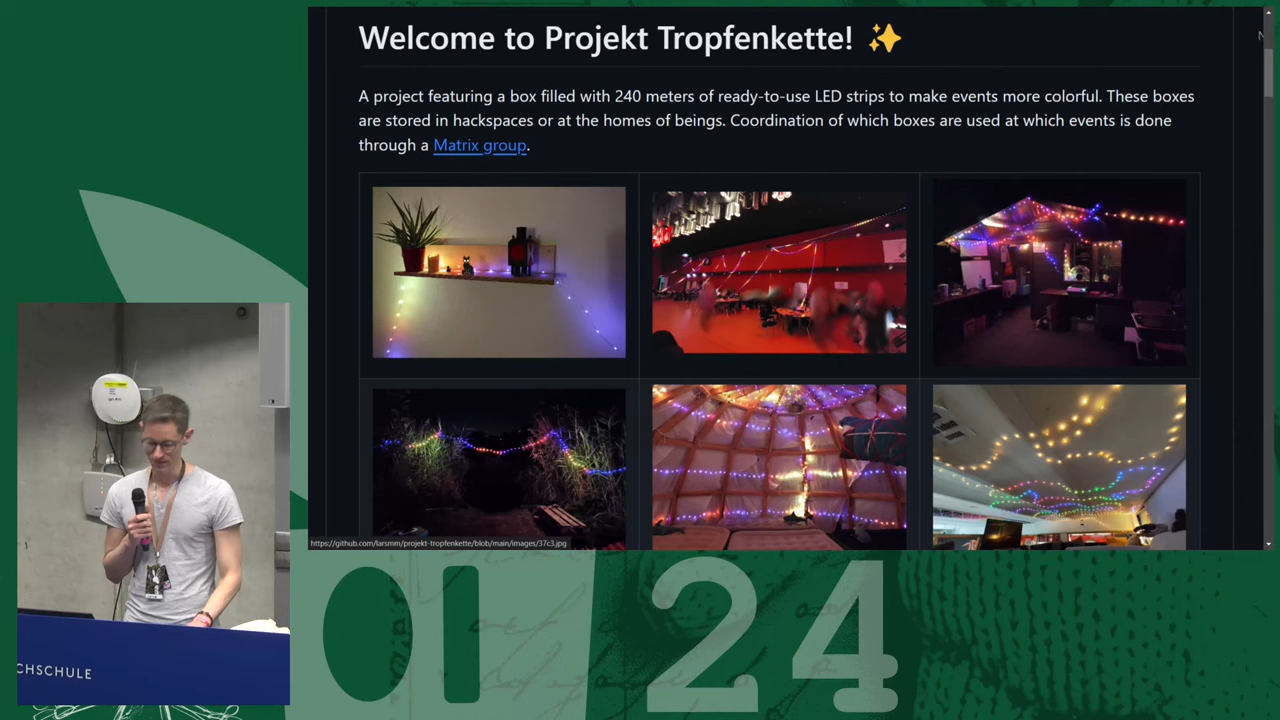 Welcome to Projekt Tropfenkette! ✨
A project featuring a box filled with 240 meters of ready-to-use LED strips to make events more colorful. These boxes
are stored in hackspaces or at the homes of beings. Coordination of which boxes are used at which events is done
through a Matrix group.
https://github.com/larsmm/projekt-tropfenkette/blob/main/images/37c3.jpg
CHSCHULE
24